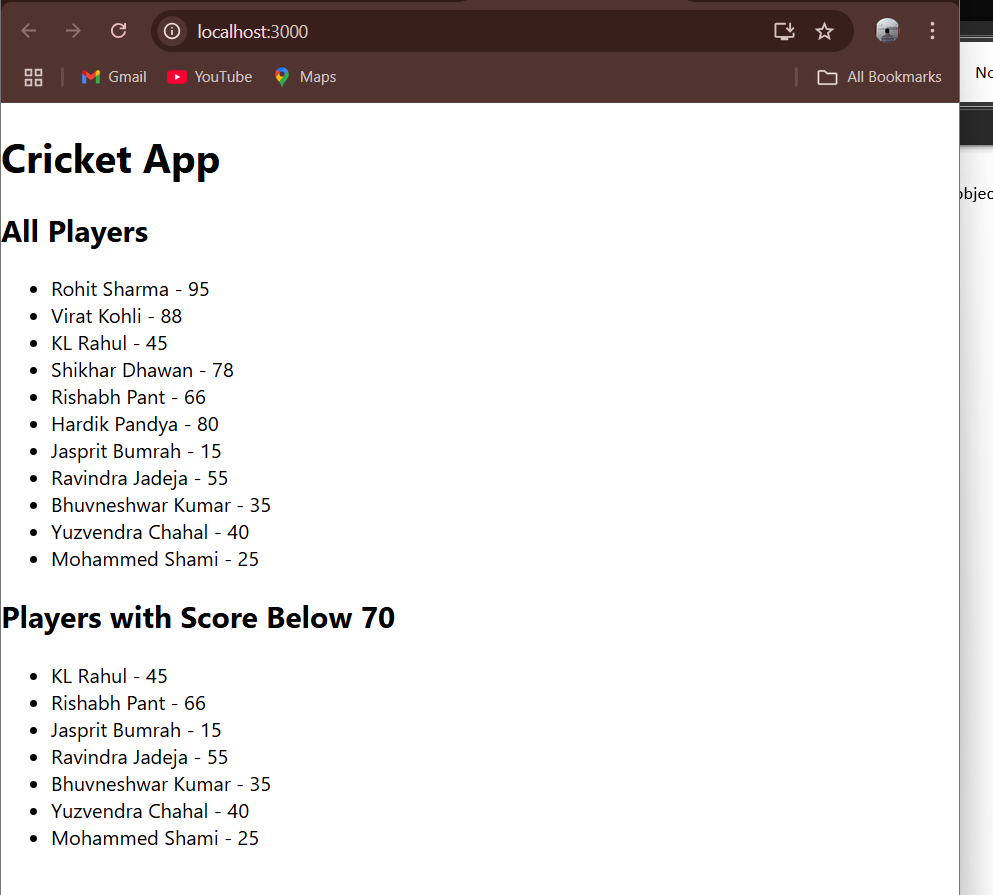 localhost:3000
Gmail YouTube Maps All Bookmarks
Cricket App
All Players
Rohit Sharma - 95
Virat Kohli - 88
KL Rahul - 45
Shikhar Dhawan - 78
Rishabh Pant - 66
Hardik Pandya - 80
Jasprit Bumrah - 15
Ravindra Jadeja - 55
Bhuvneshwar Kumar - 35
Yuzvendra Chahal - 40
Mohammed Shami - 25
Players with Score Below 70
KL Rahul - 45
Rishabh Pant - 66
Jasprit Bumrah - 15
Ravindra Jadeja - 55
Bhuvneshwar Kumar - 35
Yuzvendra Chahal - 40
Mohammed Shami - 25